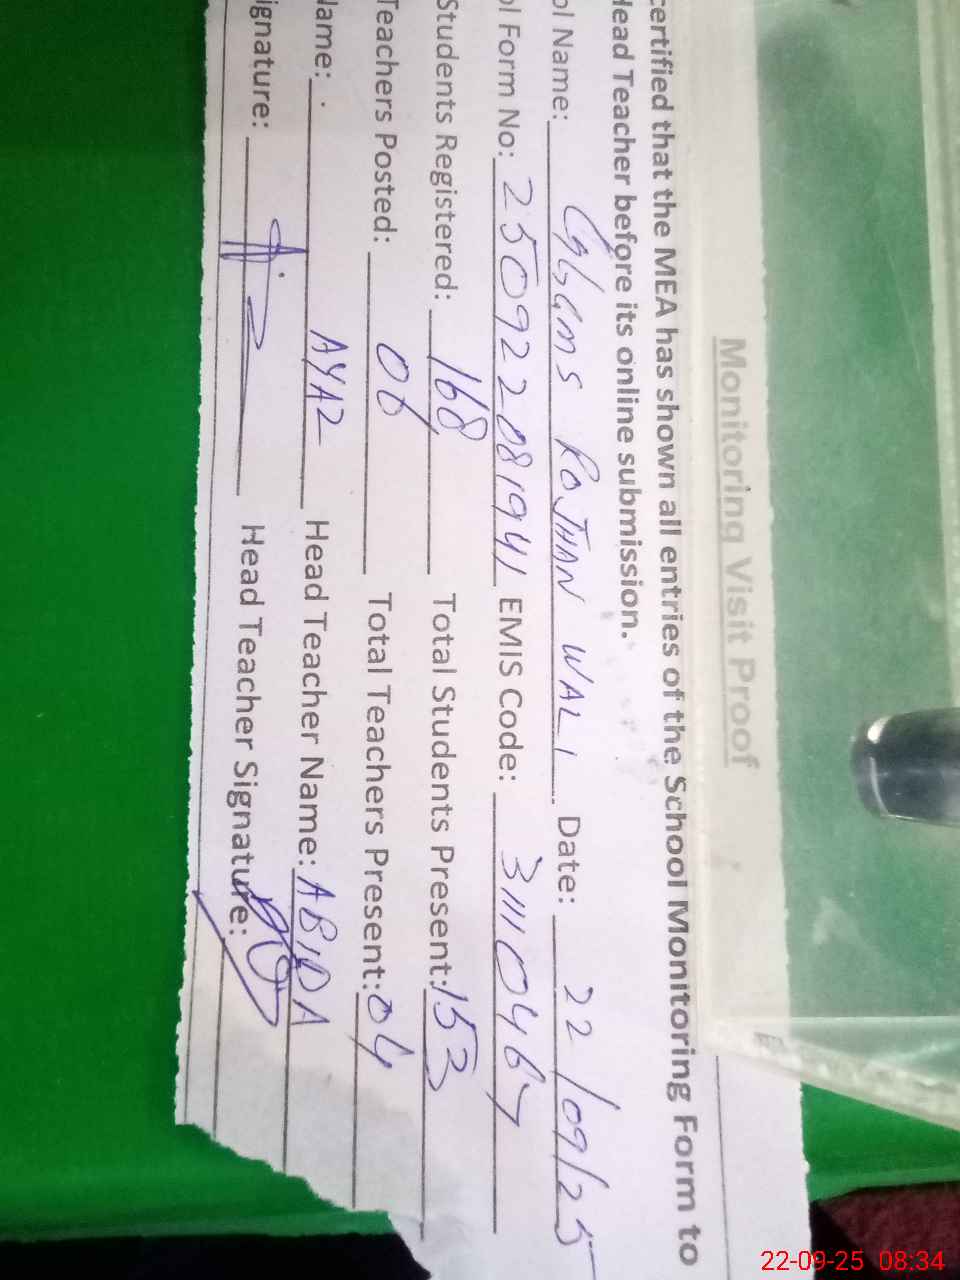 Monitoring Visit Proof
certified that the MEA has shown all entries of the School Monitoring Form to
Head Teacher before its online submission.
ol Name: ROJHAN WALI Date: 22/09/25
ol Form No: 250922081941 EMIS Code: 31110467
Students Registered: 168 Total Students Present: 153
Teachers Posted: 06 Total Teachers Present: 04
Name: AYAZ Head Teacher Name: ABIDA
ignature: Head Teacher Signature:
22-09-25 08:34